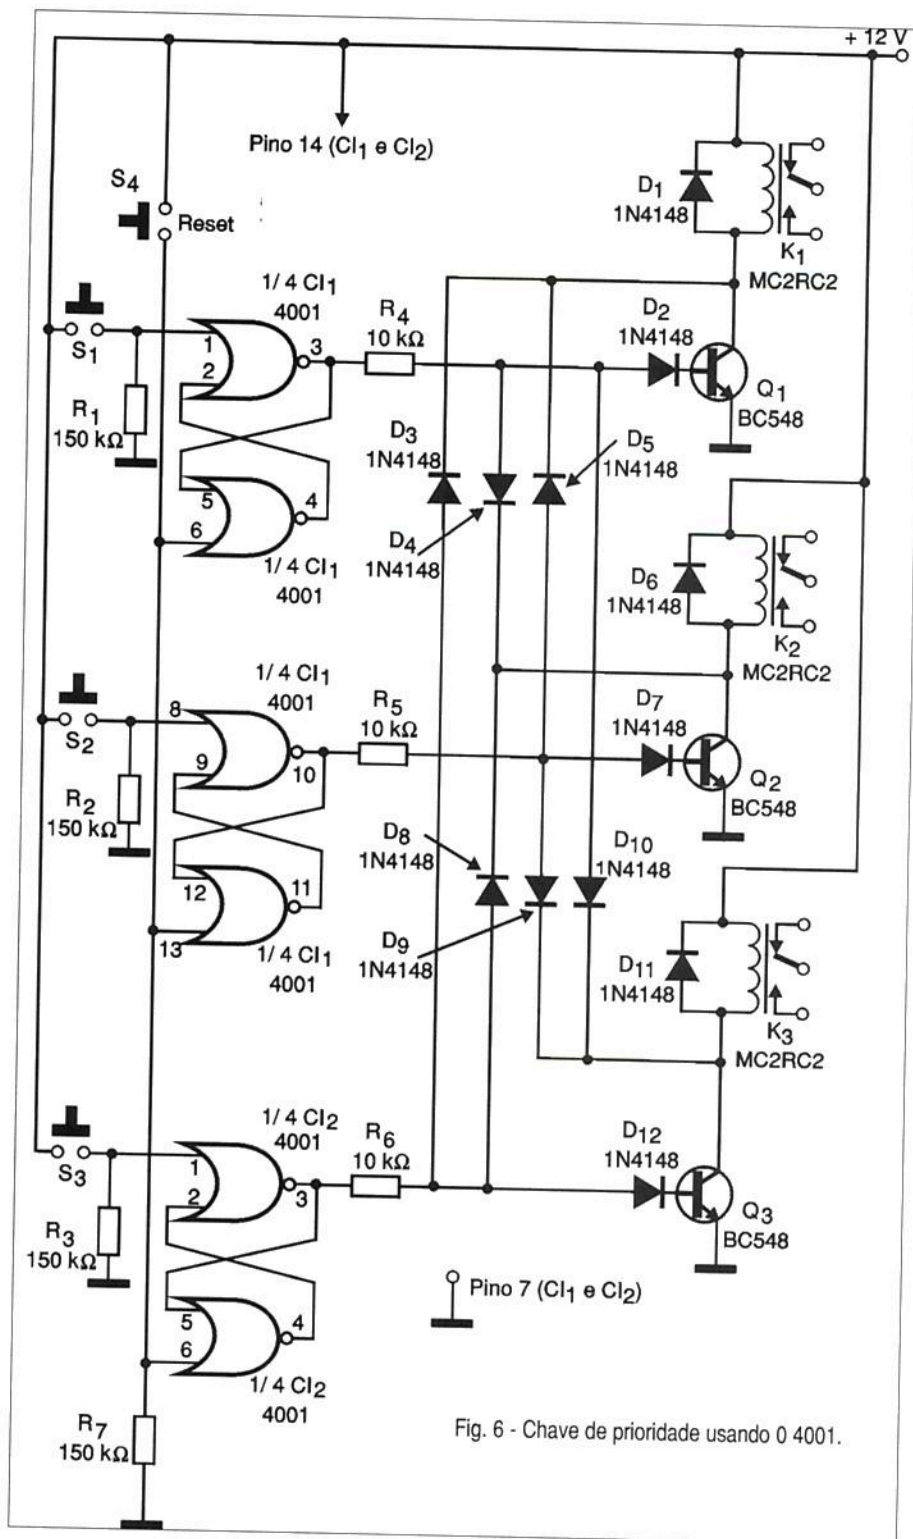 + 12 V
Pino 14 (CI1 e CI2)
S4
Reset
D1
1N4148
K1
MC2RC2
1/ 4 CI1
4001
R4
10 kΩ
D2
1N4148
S1
1
2
3
Q1
BC548
R1
150 kΩ
D3
1N4148
D5
1N4148
5
6
4
D4
1N4148
1/ 4 CI1
4001
D6
1N4148
K2
MC2RC2
1/ 4 CI1
4001
R5
10 kΩ
D7
1N4148
S2
8
9
10
Q2
BC548
R2
150 kΩ
D8
1N4148
D10
1N4148
12
13
11
D9
1N4148
1/ 4 CI1
4001
D11
1N4148
K3
MC2RC2
1/ 4 CI2
4001
R6
10 kΩ
D12
1N4148
S3
1
2
3
Q3
BC548
R3
150 kΩ
Pino 7 (CI1 e CI2)
5
6
4
1/ 4 CI2
4001
R7
150 kΩ
Fig. 6 - Chave de prioridade usando 0 4001.